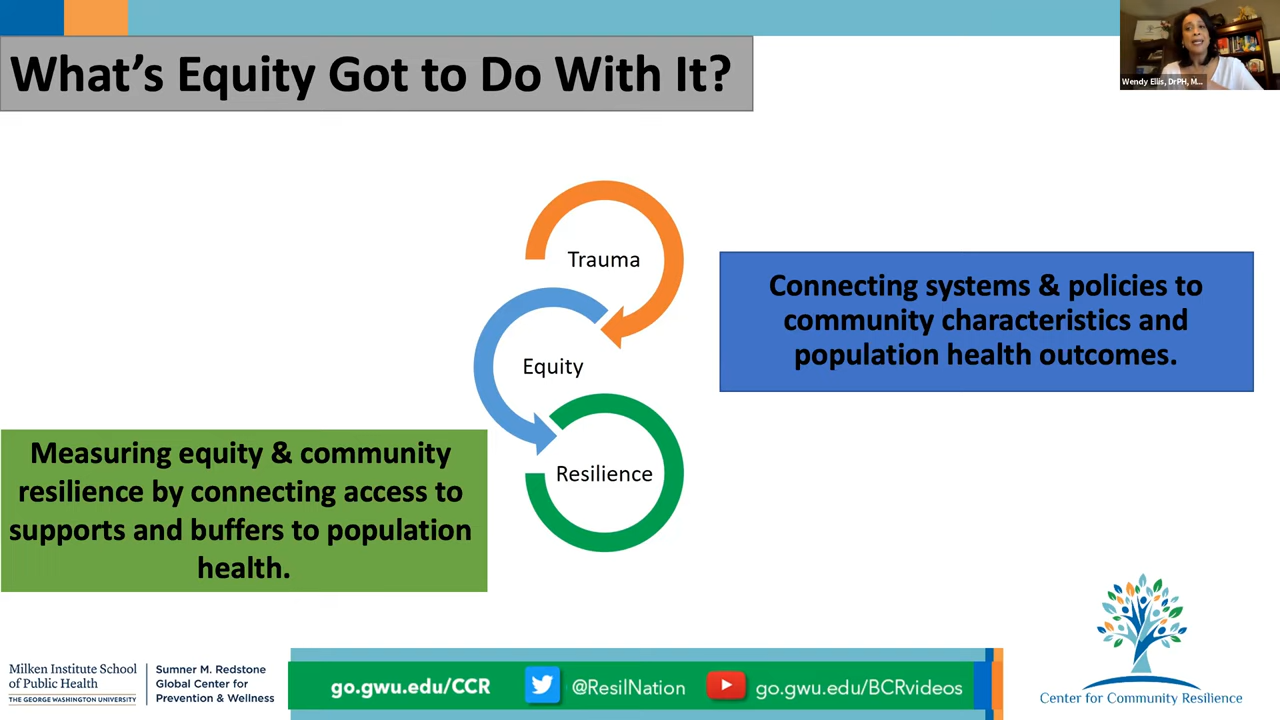 What's Equity Got to Do With It?
Wendy Ellis, DrPH, M...
Trauma
Equity
Resilience
Connecting systems & policies to
community characteristics and
population health outcomes.
Measuring equity & community
resilience by connecting access to
supports and buffers to population
health.
Milken Institute School
of Public Health
THE GEORGE WASHINGTON UNIVERSITY
Sumner M. Redstone
Global Center for
Prevention & Wellness
go.gwu.edu/CCR
@ResilNation
go.gwu.edu/BCRvideos
Center for Community Resilience